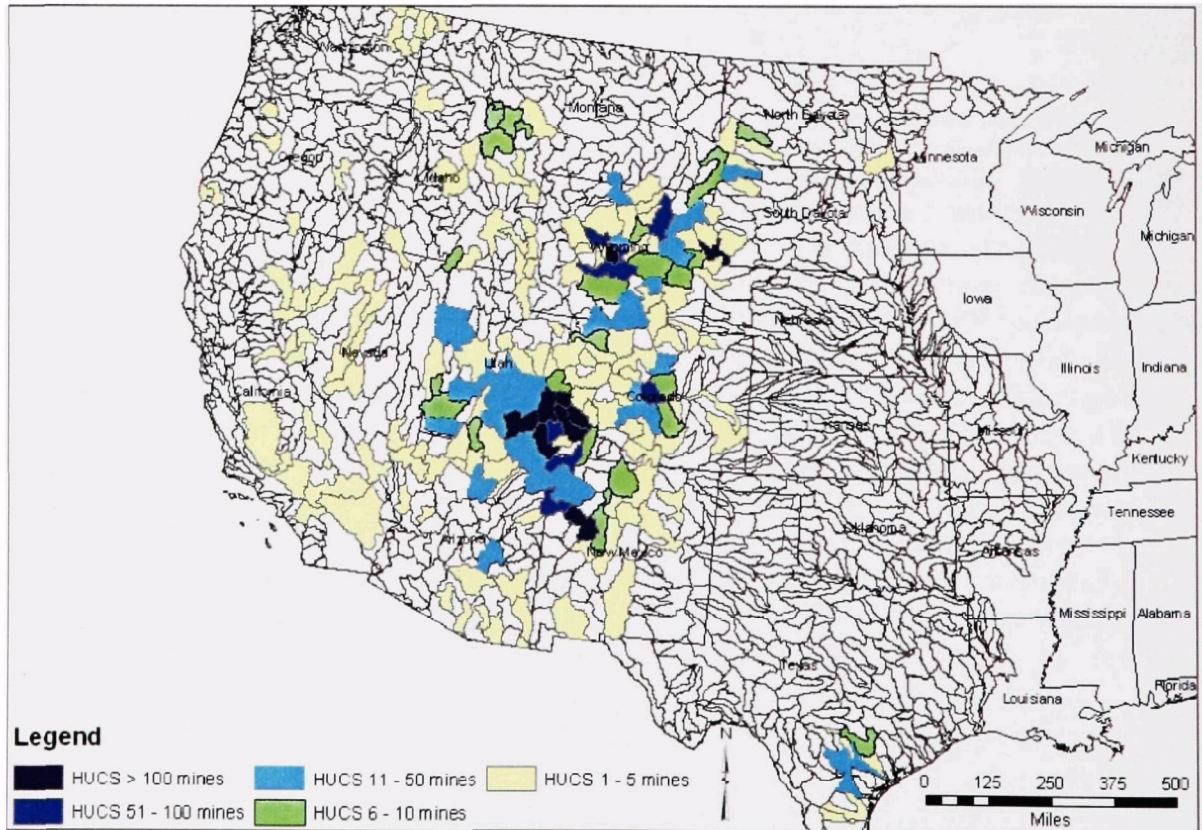 Washington
Montana
North Dakota
Minnesota
Michigan
Oregon
Idaho
South Dakota
Wisconsin
Michigan
Wyoming
Iowa
Nebraska
Nevada
Utah
Illinois
Indiana
California
Colorado
Kansas
Missouri
Kentucky
Tennessee
Arizona
New Mexico
Oklahoma
Arkansas
Mississippi
Alabama
Texas
Louisiana
Florida
Legend
HUCS > 100 mines
HUCS 11 - 50 mines
HUCS 1 - 5 mines
HUCS 51 - 100 mines
HUCS 6 - 10 mines
N
0 125 250 500
Miles